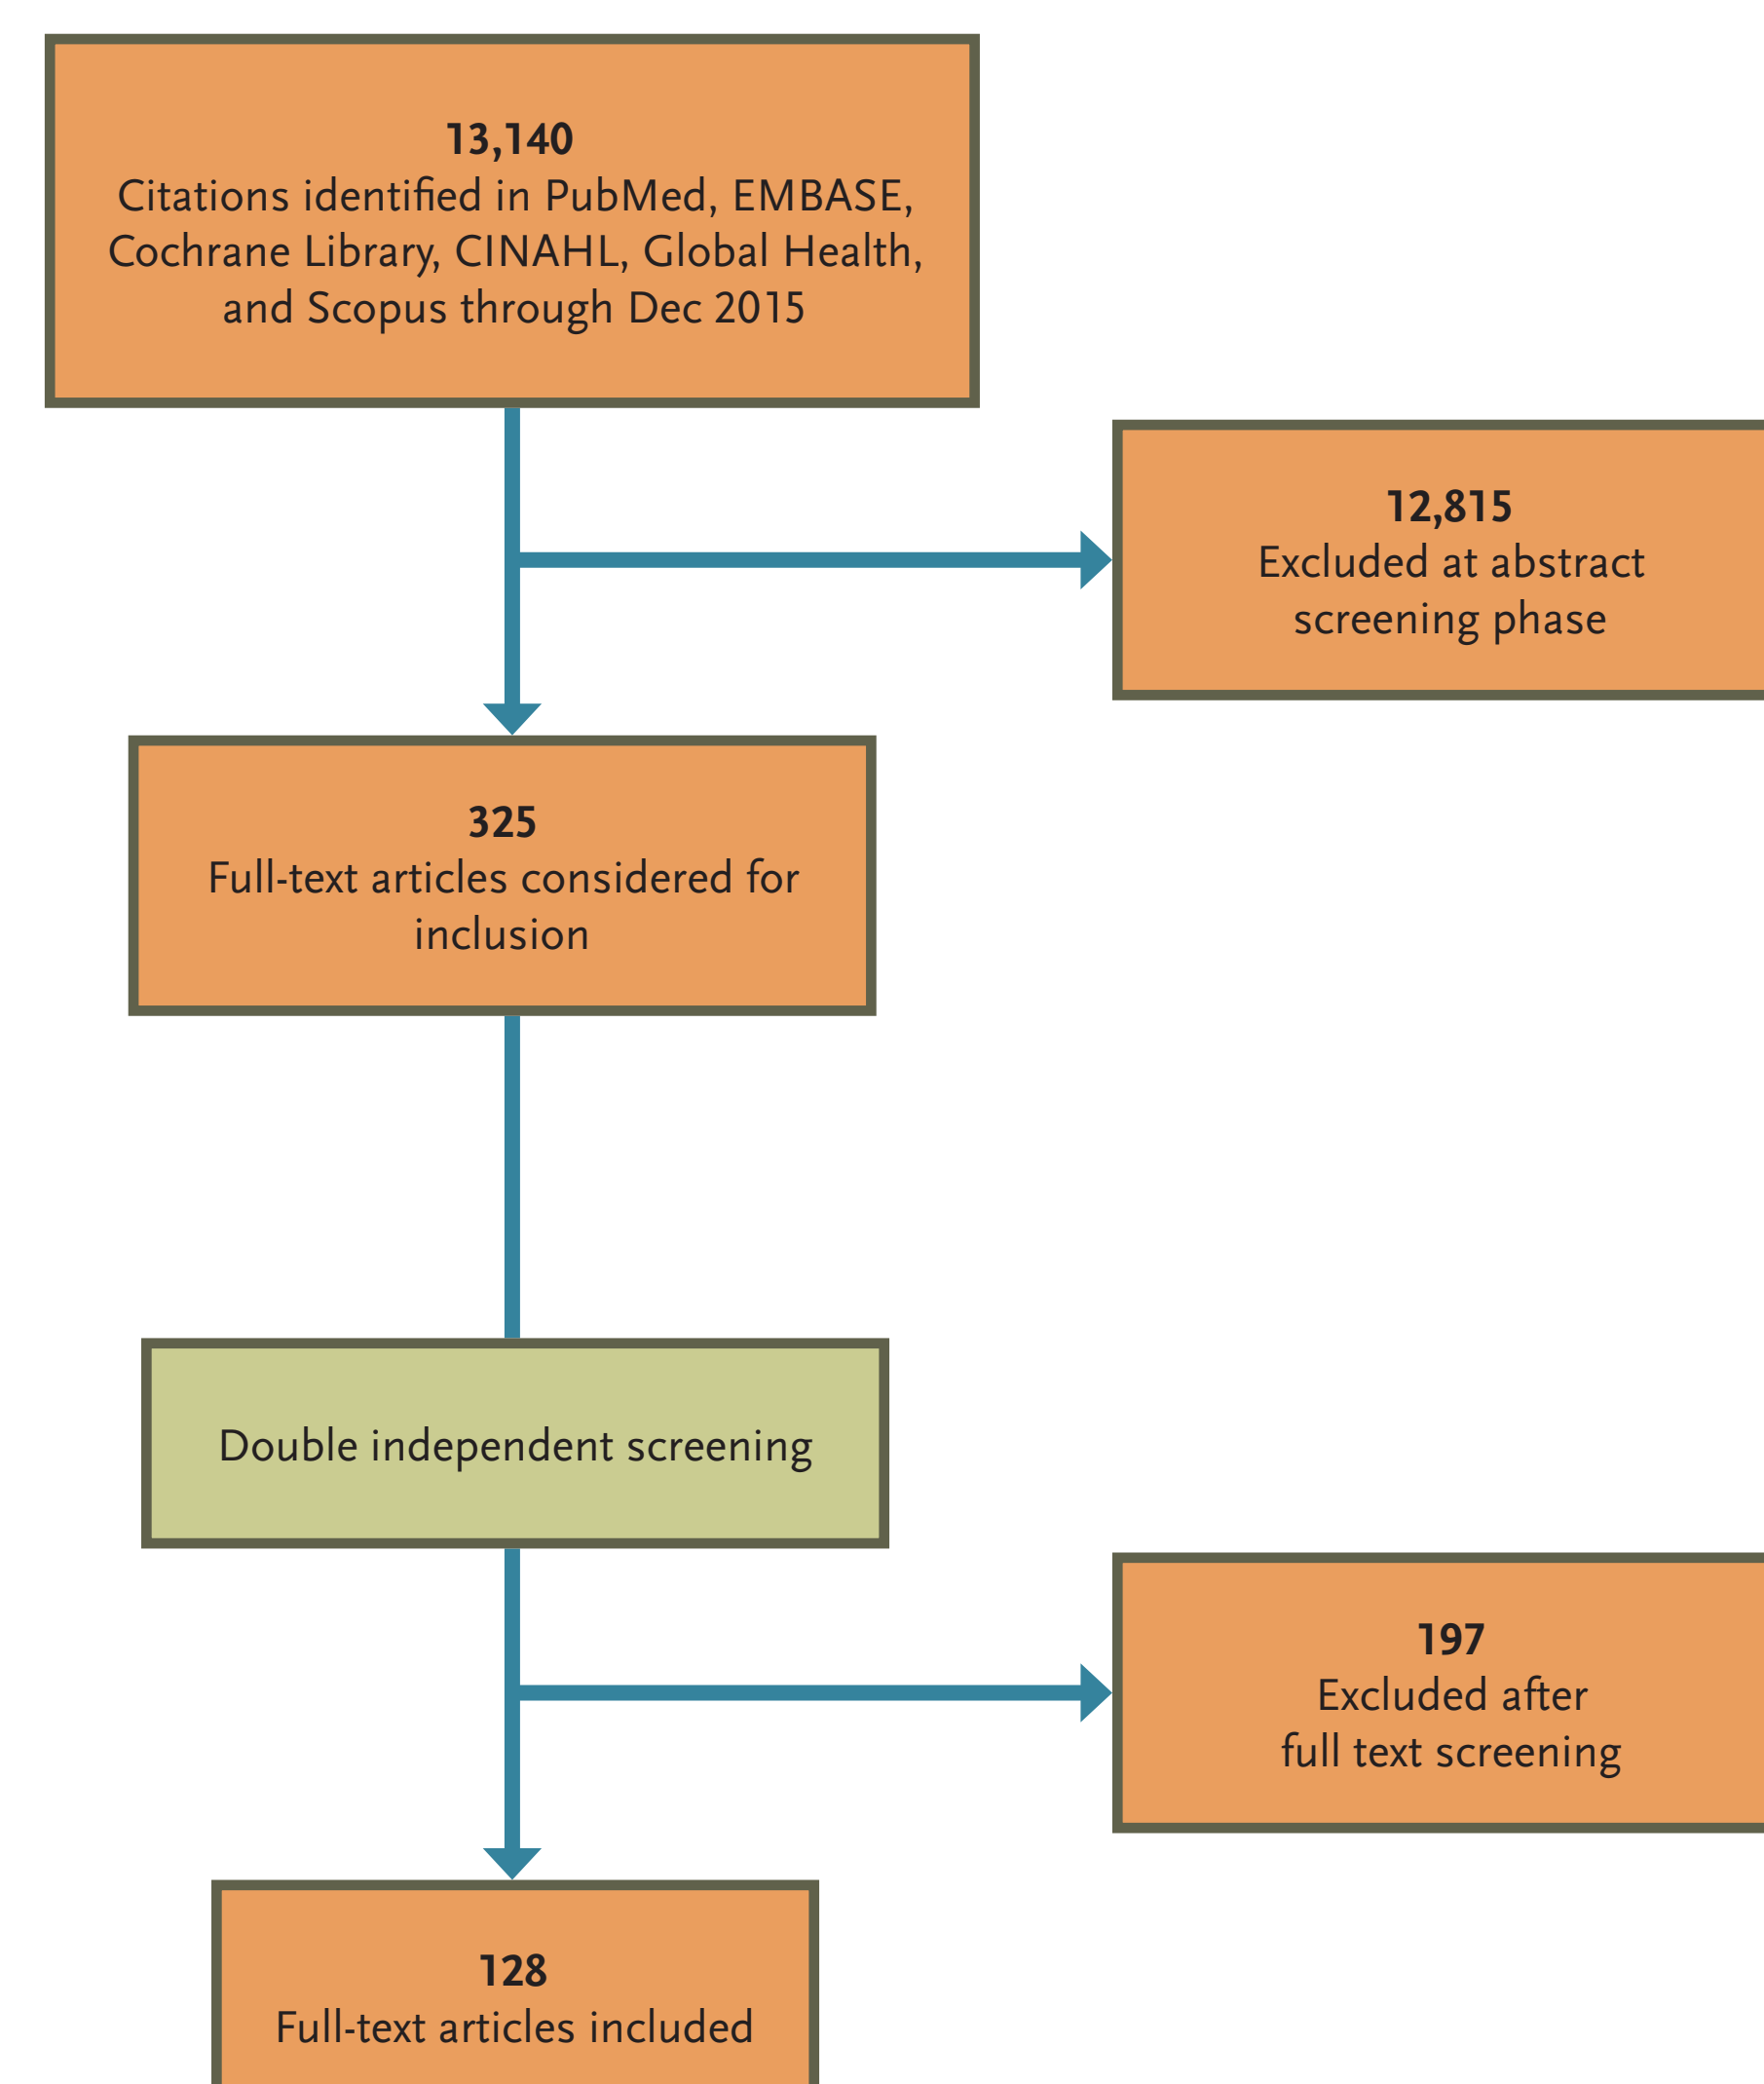 13,140
Citations identified in PubMed, EMBASE,
Cochrane Library, CINAHL, Global Health,
and Scopus through Dec 2015
12,815
Excluded at abstract
screening phase
325
Full-text articles considered for
inclusion
Double independent screening
197
Excluded after
full text screening
128
Full-text articles included